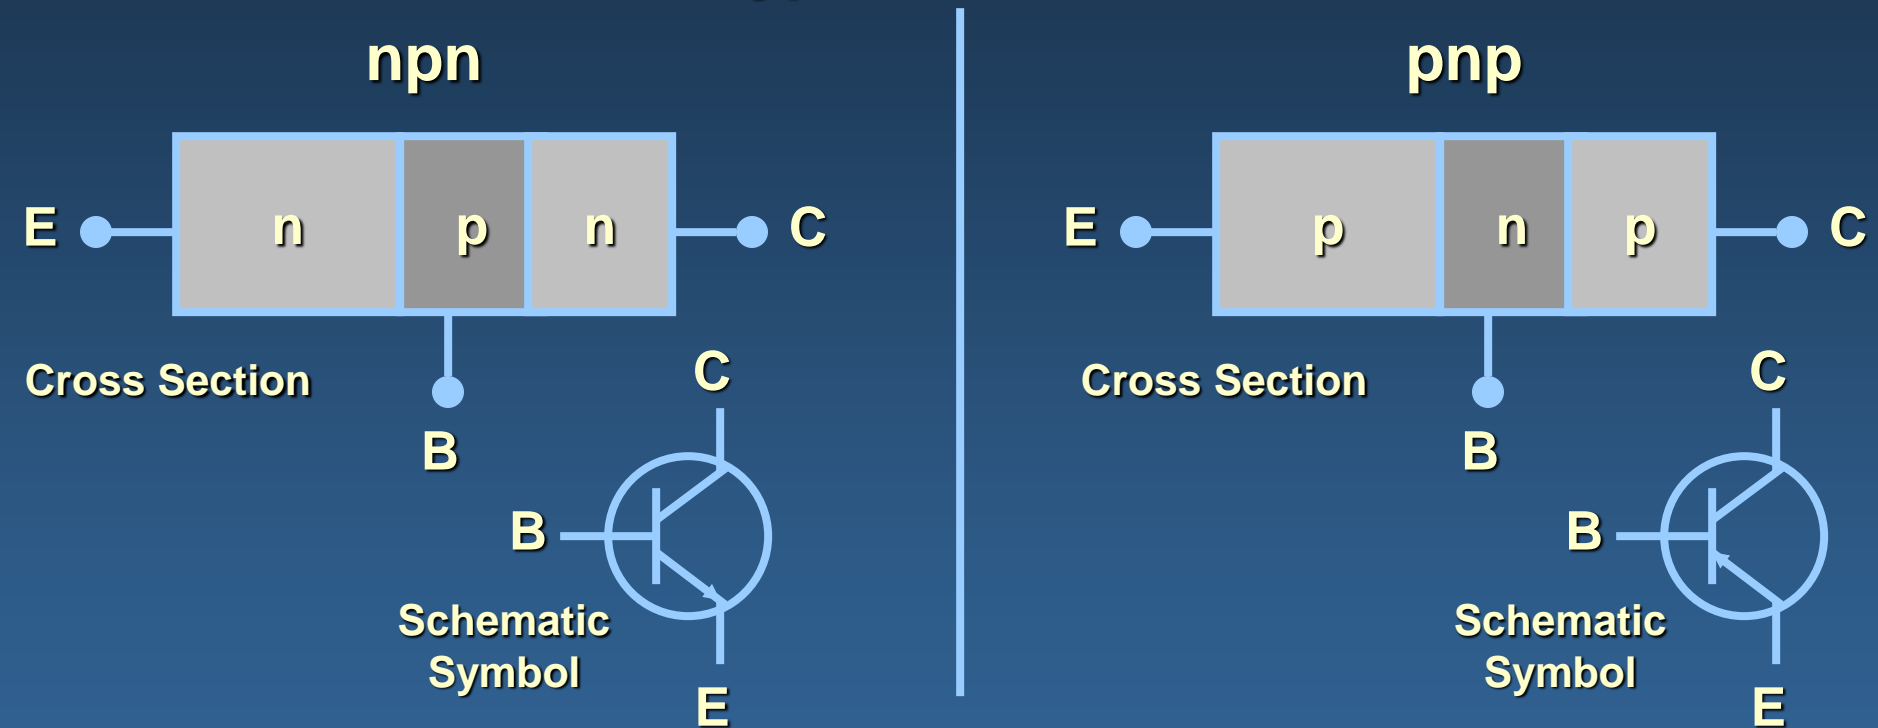 npn
E n p n C
Cross Section
B
C
B
Schematic
Symbol
E
pnp
E p n p C
Cross Section
B
C
B
Schematic
Symbol
E